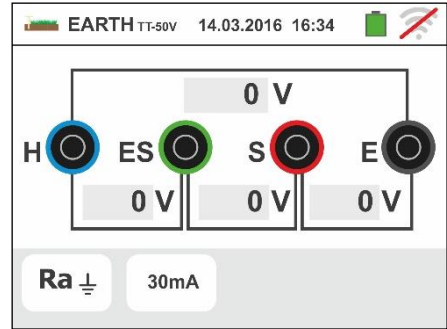 EARTH TT-50V 14.03.2016 16:34
0 V
H ES S E
0 V 0 V 0 V
Ra 30mA